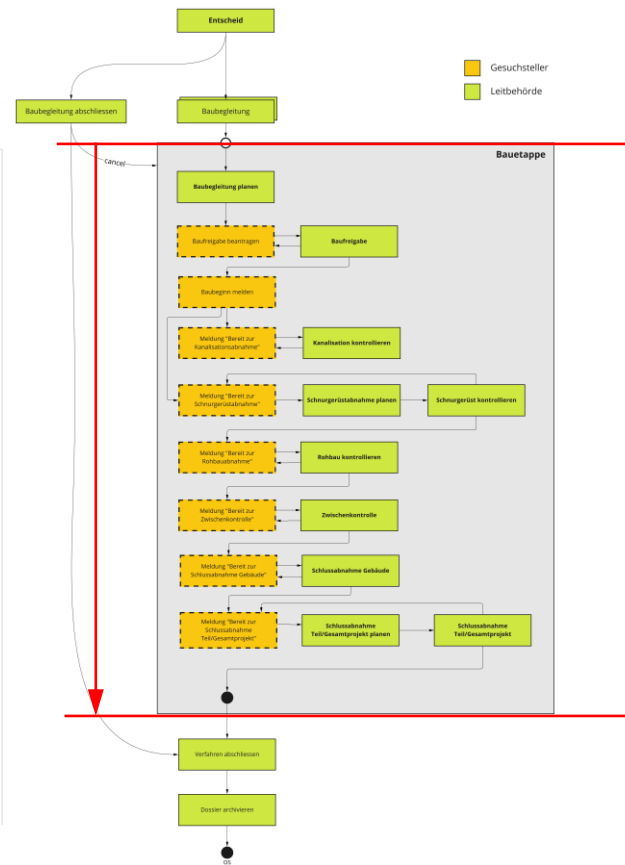 Entscheid
Gesuchsteller
Leitbehörde
Baubegleitung abschliessen
Baubegleitung
cancel
Bauetappe
Baubegleitung planen
Baufreigabe beantragen
Baufreigabe
Baubeginn melden
Meldung "Bereit zur
Kanalisationsabnahme"
Kanalisation kontrollieren
Meldung "Bereit zur
Schnurgerüstabnahme"
Schnurgerüstabnahme planen
Schnurgerüst kontrollieren
Meldung "Bereit zur
Rohbauabnahme"
Rohbau kontrollieren
Meldung "Bereit zur
Zwischenkontrolle"
Zwischenkontrolle
Meldung "Bereit zur
Schlussabnahme Gebäude"
Schlussabnahme Gebäude
Meldung "Bereit zur
Schlussabnahme
Teil/Gesamtprojekt"
Schlussabnahme
Teil/Gesamtprojekt planen
Schlussabnahme
Teil/Gesamtprojekt
Verfahren abschliessen
Dossier archivieren
OS